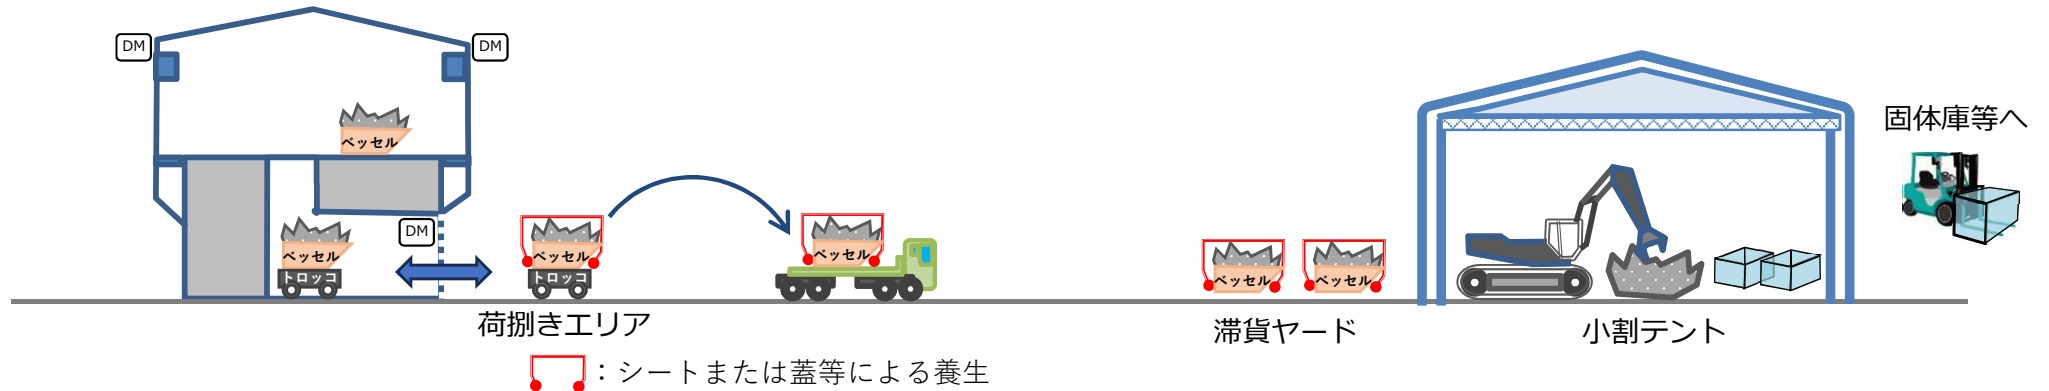 DM
DM
ベッセル
DM
ベッセル
トロッコ
ベッセル
トロッコ
ベッセル
荷捌きエリア
ベッセル
ベッセル
滞貨ヤード
小割テント
固体庫等へ
：シートまたは蓋等による養生